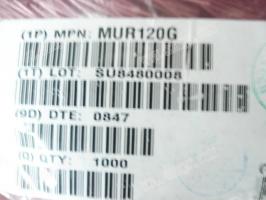 (1P) MPN: MUR120G
(1T) LOT: SU8480008
(9D) DTE: 0847
(Q) QTY: 1000